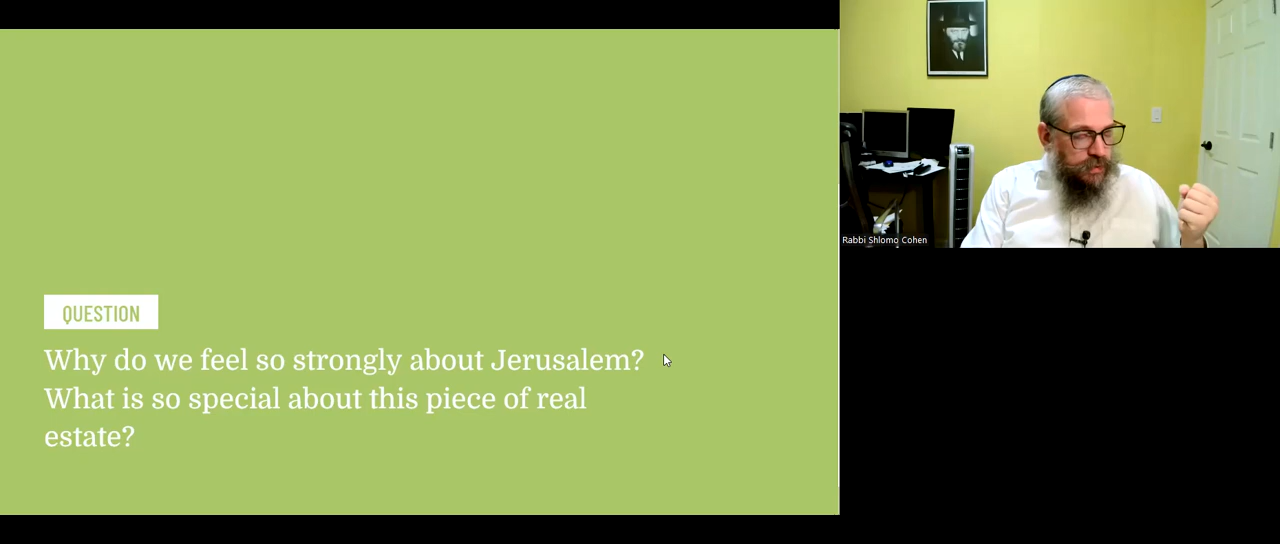 QUESTION
Why do we feel so strongly about Jerusalem?
What is so special about this piece of real
estate?
Rabbi Shlomo Cohen